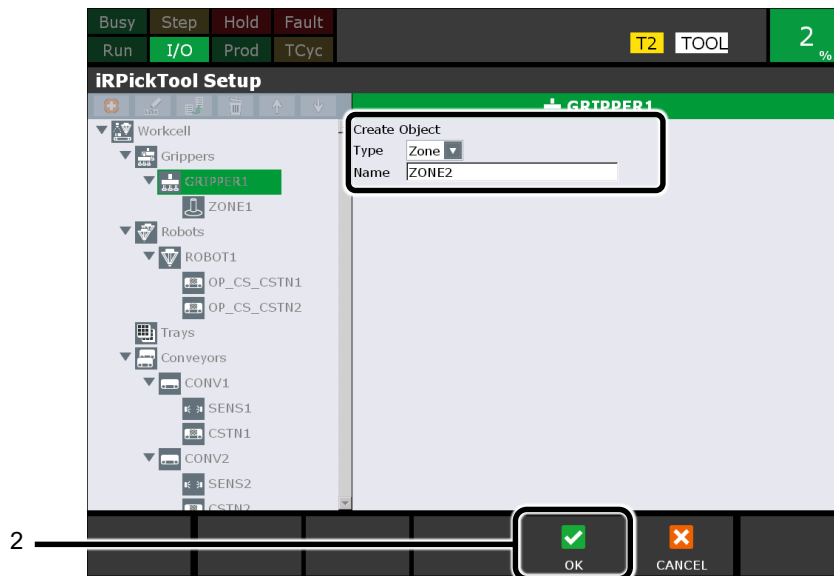 Busy Step Hold Fault
Run I/O Prod TCyc
T2 TOOL
2 %
iRPickTool Setup
GRIPPER1
Workcell
Grippers
GRIPPER1
ZONE1
Robots
ROBOT1
OP_CS_CSTN1
OP_CS_CSTN2
Trays
Conveyors
CONV1
SENS1
CSTN1
CONV2
SENS2
CSTN2
Create Object
Type Zone
Name ZONE2
2
OK CANCEL